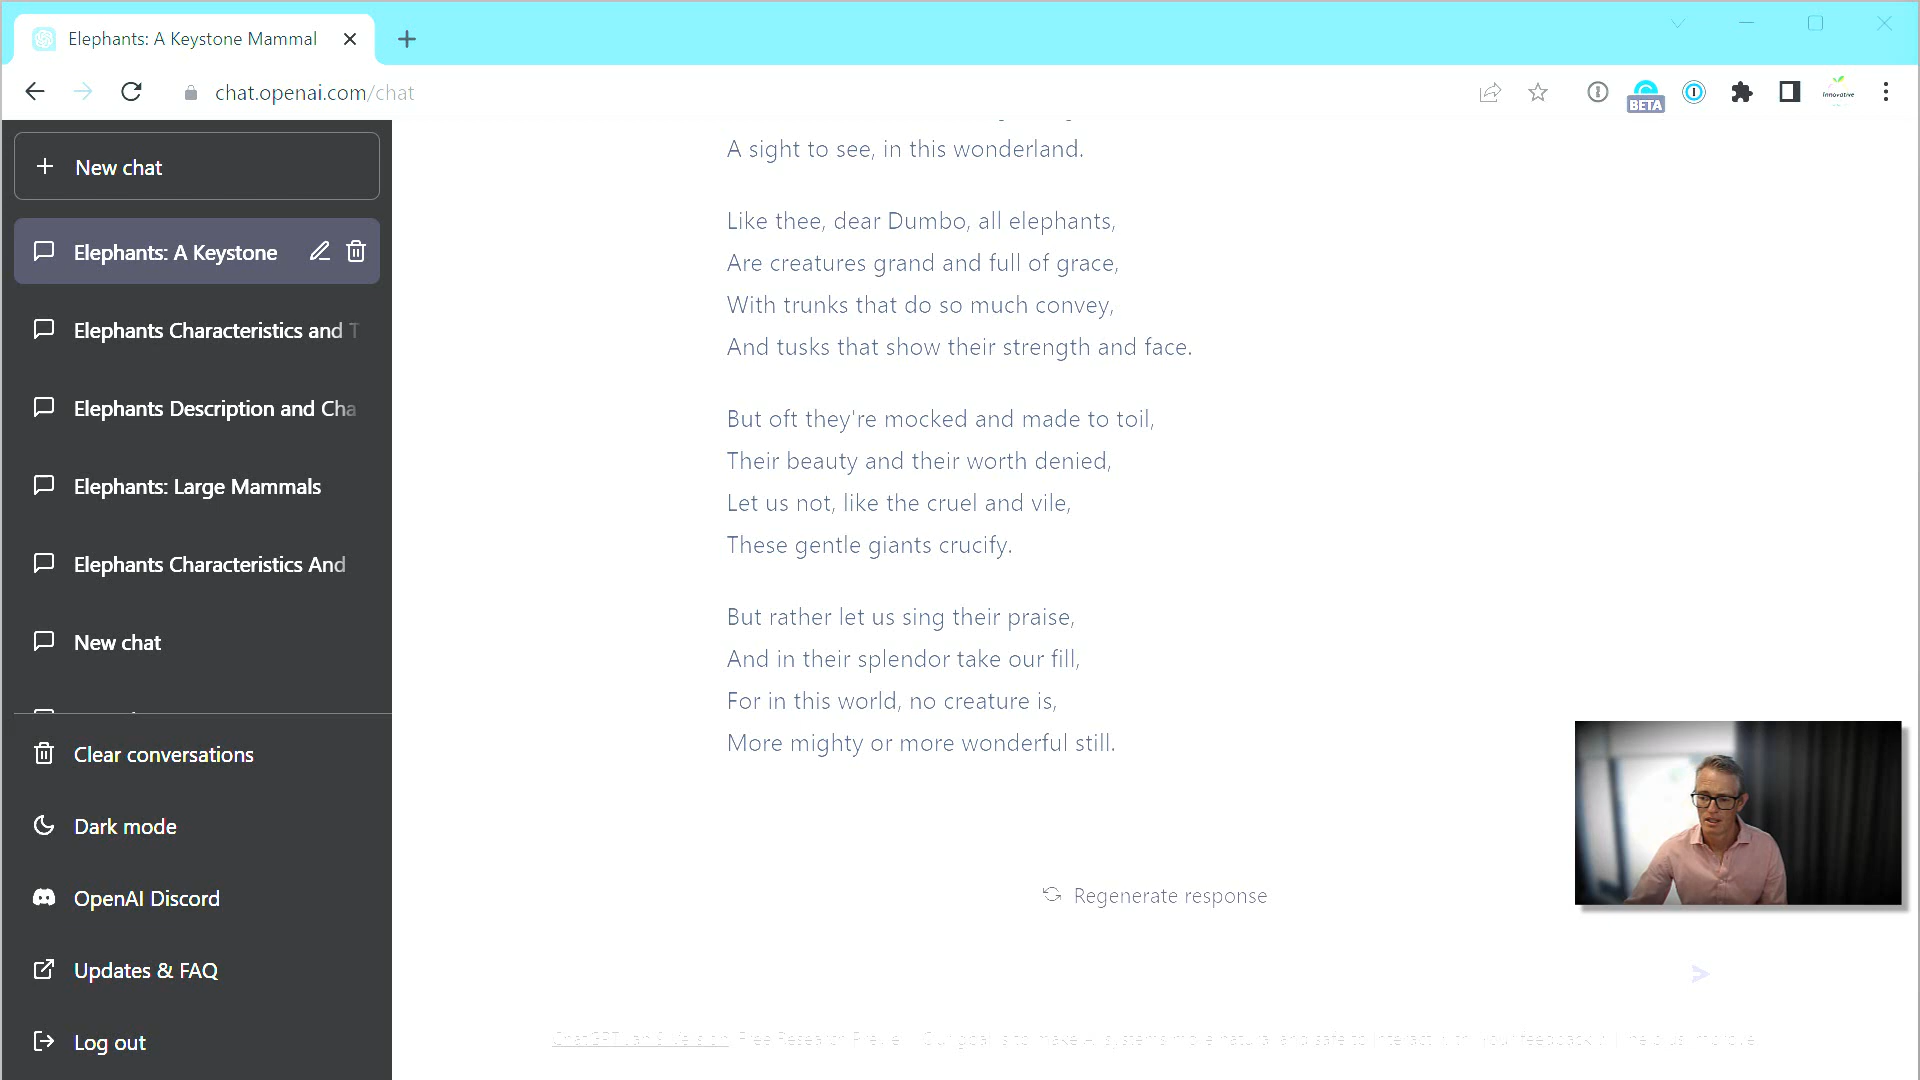 Elephants: A Keystone Mammal
chat.openai.com/chat
BETA
Innovative
New chat
Elephants: A Keystone
Elephants Characteristics and T
Elephants Description and Cha
Elephants: Large Mammals
Elephants Characteristics And
New chat
Clear conversations
Dark mode
OpenAI Discord
Updates & FAQ
Log out
A sight to see, in this wonderland.
Like thee, dear Dumbo, all elephants,
Are creatures grand and full of grace,
With trunks that do so much convey,
And tusks that show their strength and face.
But oft they're mocked and made to toil,
Their beauty and their worth denied,
Let us not, like the cruel and vile,
These gentle giants crucify.
But rather let us sing their praise,
And in their splendor take our fill,
For in this world, no creature is,
More mighty or more wonderful still.
Regenerate response